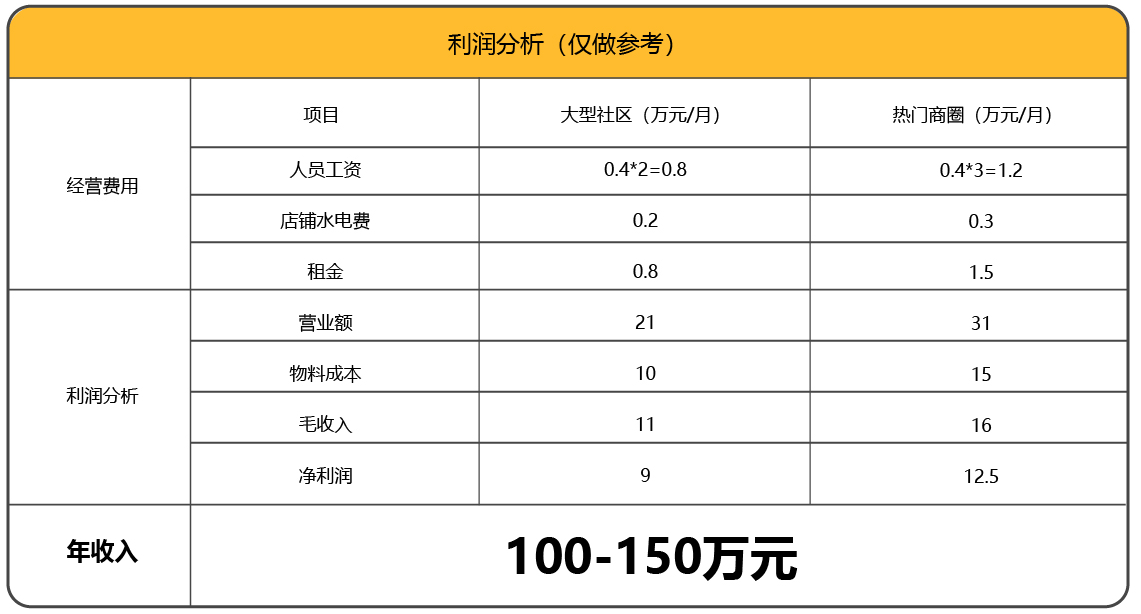 利润分析（仅做参考）
项目 大型社区（万元/月） 热门商圈（万元/月）
经营费用
人员工资 0.4*2=0.8 0.4*3=1.2
店铺水电费 0.2 0.3
租金 0.8 1.5
利润分析
营业额 21 31
物料成本 10 15
毛收入 11 16
净利润 9 12.5
年收入 100-150万元